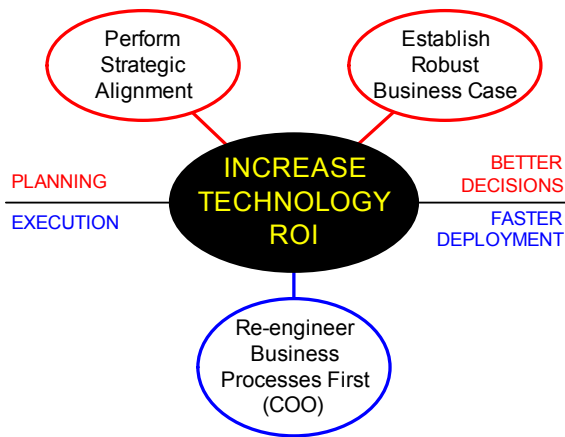 Perform
Strategic
Alignment
Establish
Robust
Business Case
INCREASE
TECHNOLOGY
ROI
PLANNING
EXECUTION
BETTER
DECISIONS
FASTER
DEPLOYMENT
Re-engineer
Business
Processes First
(COO)